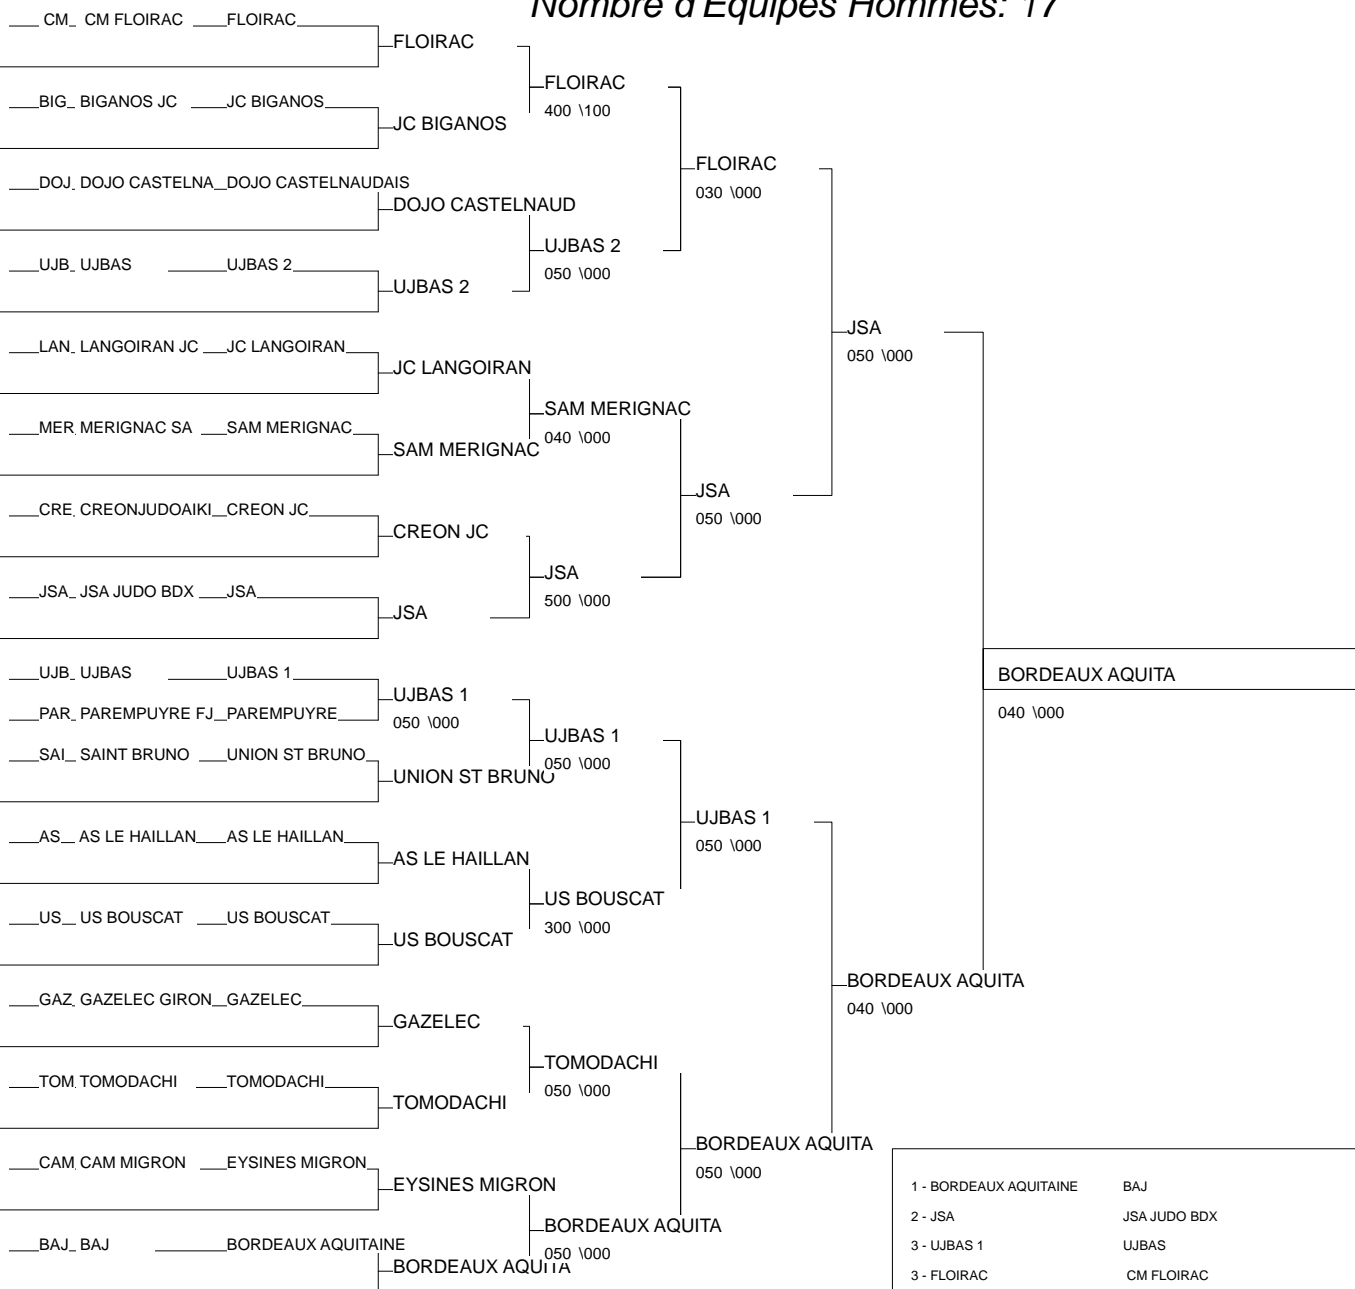 Nombre d'Equipes Hommes: 17
CM CM FLOIRAC FLOIRAC
FLOIRAC
FLOIRAC
400 \100
BIG BIGANOS JC JC BIGANOS
JC BIGANOS
FLOIRAC
030 \000
DOJ DOJO CASTELNA DOJO CASTELNAUDAIS
DOJO CASTELNAUD
UJBAS 2
050 \000
UJB UJBAS UJBAS 2
UJBAS 2
JSA
050 \000
LAN LANGOIRAN JC JC LANGOIRAN
JC LANGOIRAN
SAM MERIGNAC
040 \000
MER MERIGNAC SA SAM MERIGNAC
SAM MERIGNAC
JSA
050 \000
CRE CREONJUDOAIKI CREON JC
CREON JC
JSA
500 \000
JSA JSA JUDO BDX JSA
JSA
UJB UJBAS UJBAS 1
BORDEAUX AQUITA
040 \000
UJBAS 1
050 \000
PAR PAREMPUYRE FJ PAREMPUYRE
UJBAS 1
050 \000
SAI SAINT BRUNO UNION ST BRUNO
UNION ST BRUNO
UJBAS 1
050 \000
AS AS LE HAILLAN AS LE HAILLAN
AS LE HAILLAN
US BOUSCAT
300 \000
US US BOUSCAT US BOUSCAT
US BOUSCAT
BORDEAUX AQUITA
040 \000
GAZ GAZELEC GIRON GAZELEC
GAZELEC
TOMODACHI
050 \000
TOM TOMODACHI TOMODACHI
TOMODACHI
BORDEAUX AQUITA
050 \000
CAM CAM MIGRON EYSINES MIGRON
EYSINES MIGRON
BORDEAUX AQUITA
050 \000
BAJ BAJ BORDEAUX AQUITAINE
BORDEAUX AQUITA
1 - BORDEAUX AQUITAINE BAJ
2 - JSA JSA JUDO BDX
3 - UJBAS 1 UJBAS
3 - FLOIRAC CM FLOIRAC